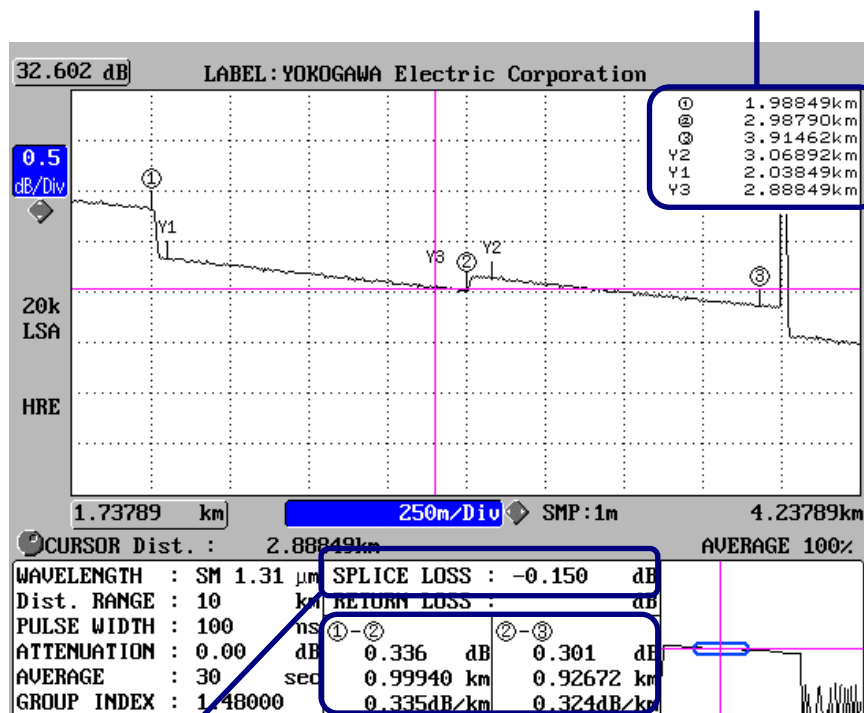 32.602 dB
LABEL:YOKOGAWA Electric Corporation
① 1.98849km
② 2.98790km
③ 3.91462km
Y2 3.06892km
Y1 2.03849km
Y3 2.88849km
0.5
dB/Div
①
Y1
Y3 ② Y2
③
20k
LSA
HRE
1.73789 km
250m/Div
SMP:1m
4.23789km
CURSOR Dist. : 2.88849km
AVERAGE 100%
WAVELENGTH : SM 1.31 μm
Dist. RANGE : 10 km
PULSE WIDTH : 100 ns
ATTENUATION : 0.00 dB
AVERAGE : 30 sec
GROUP INDEX : 1.48000
SPLICE LOSS : -0.150 dB
RETURN LOSS : dB
①-② ②-③
0.336 dB 0.301 dB
0.99940 km 0.92672 km
0.335dB/km 0.324dB/km